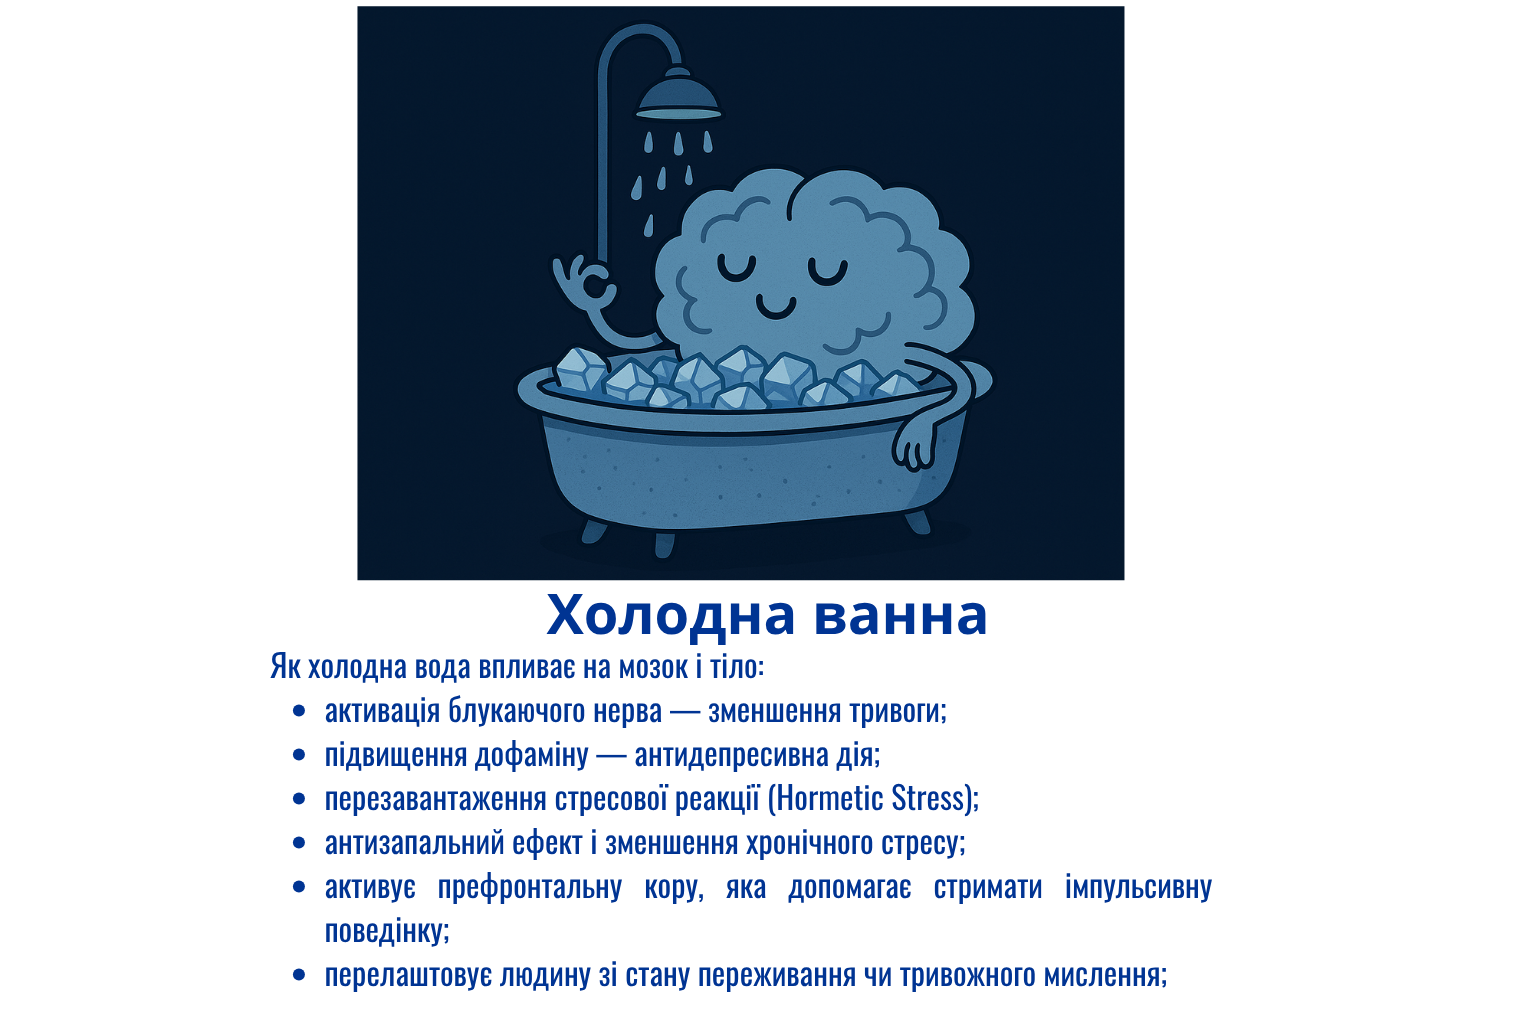 Холодна ванна
Як холодна вода впливає на мозок і тіло:
• активація блукаючого нерва — зменшення тривоги;
• підвищення дофаміну — антидепресивна дія;
• перезавантаження стресової реакції (Hormetic Stress);
• антизапальний ефект і зменшення хронічного стресу;
• активує префронтальну кору, яка допомагає стримати імпульсивну
поведінку;
• перелаштовує людину зі стану переживання чи тривожного мислення;